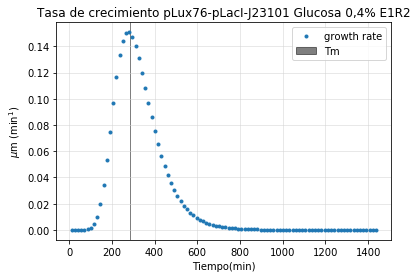 Tasa de crecimiento pLux76-pLacI-J23101 Glucosa 0,4% E1R2
growth rate
Tm
0.14
0.12
0.10
0.08
0.06
0.04
0.02
0.00
μm (min¹)
0 200 400 600 800 1000 1200 1400
Tiempo(min)